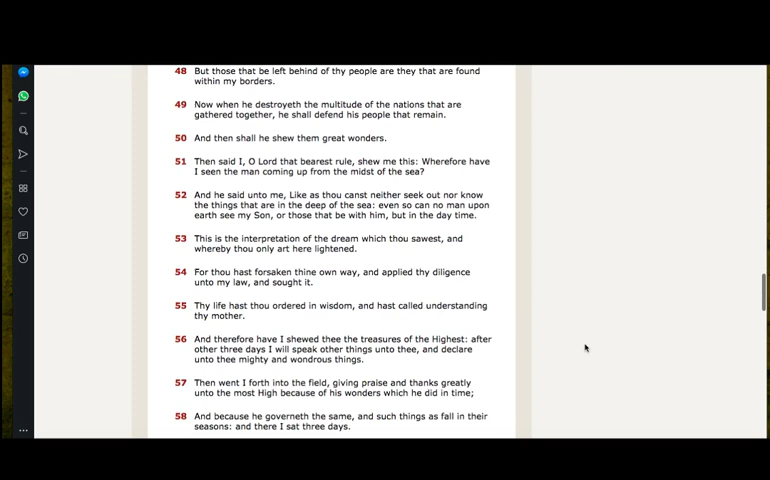 48 But those that be left behind of thy people are they that are found
within my borders.
49 Now when he destroyeth the multitude of the nations that are
gathered together, he shall defend his people that remain.
50 And then shall he shew them great wonders.
51 Then said I, O Lord that bearest rule, shew me this: Wherefore have
I seen the man coming up from the midst of the sea?
52 And he said unto me, Like as thou canst neither seek out nor know
the things that are in the deep of the sea: even so can no man upon
earth see my Son, or those that be with him, but in the day time.
53 This is the interpretation of the dream which thou sawest, and
whereby thou only art here lightened.
54 For thou hast forsaken thine own way, and applied thy diligence
unto my law, and sought it.
55 Thy life hast thou ordered in wisdom, and hast called understanding
thy mother.
56 And therefore have I shewed thee the treasures of the Highest: after
other three days I will speak other things unto thee, and declare
unto thee mighty and wondrous things.
57 Then went I forth into the field, giving praise and thanks greatly
unto the most High because of his wonders which he did in time;
58 And because he governeth the same, and such things as fall in their
seasons: and there I sat three days.